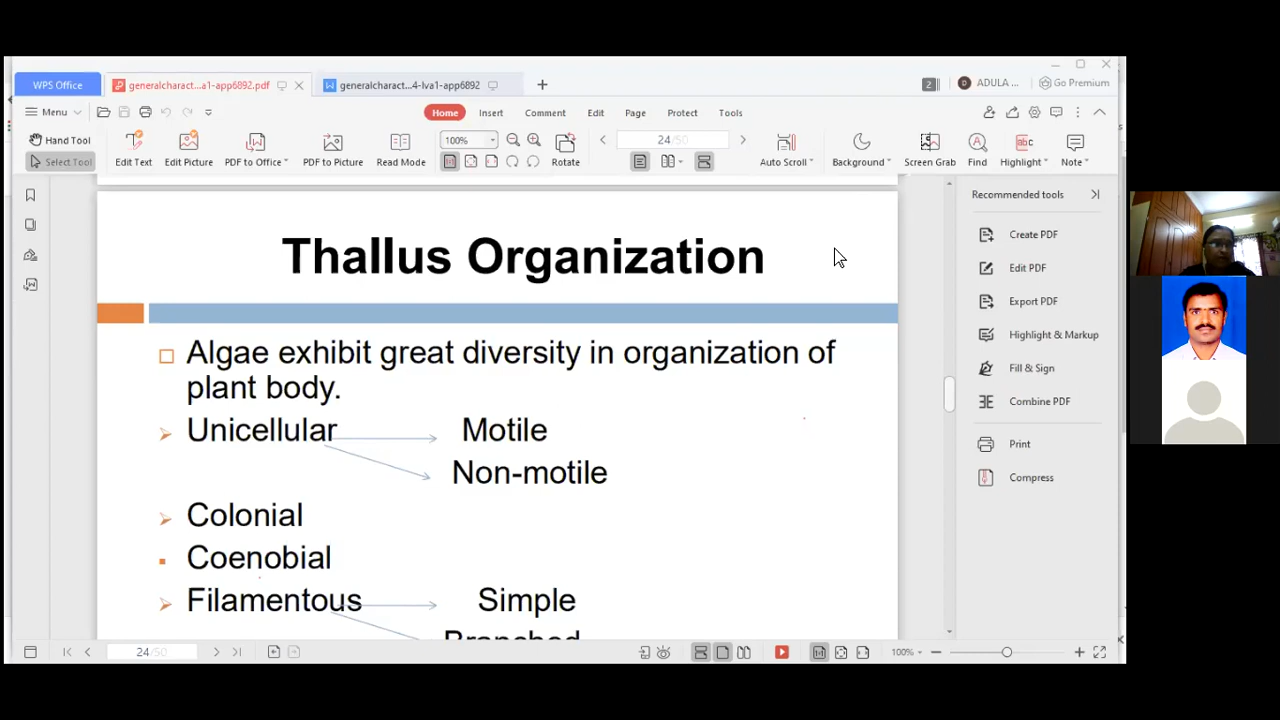 WPS Office
generalcharact...a1-app6892.pdf
generalcharact...4-lva1-app6892
2
ADULA ...
Go Premium
Menu
Home
Insert
Comment
Edit
Page
Protect
Tools
Hand Tool
Select Tool
Edit Text
Edit Picture
PDF to Office
PDF to Picture
Read Mode
100%
Rotate
24/50
Auto Scroll
Background
Screen Grab
Find
Highlight
Note
Recommended tools
Create PDF
Edit PDF
Export PDF
Highlight & Markup
Fill & Sign
Combine PDF
Print
Compress
Thallus Organization
Algae exhibit great diversity in organization of
plant body.
Unicellular Motile
Non-motile
Colonial
Coenobial
Filamentous Simple
Branched
24/50
100%